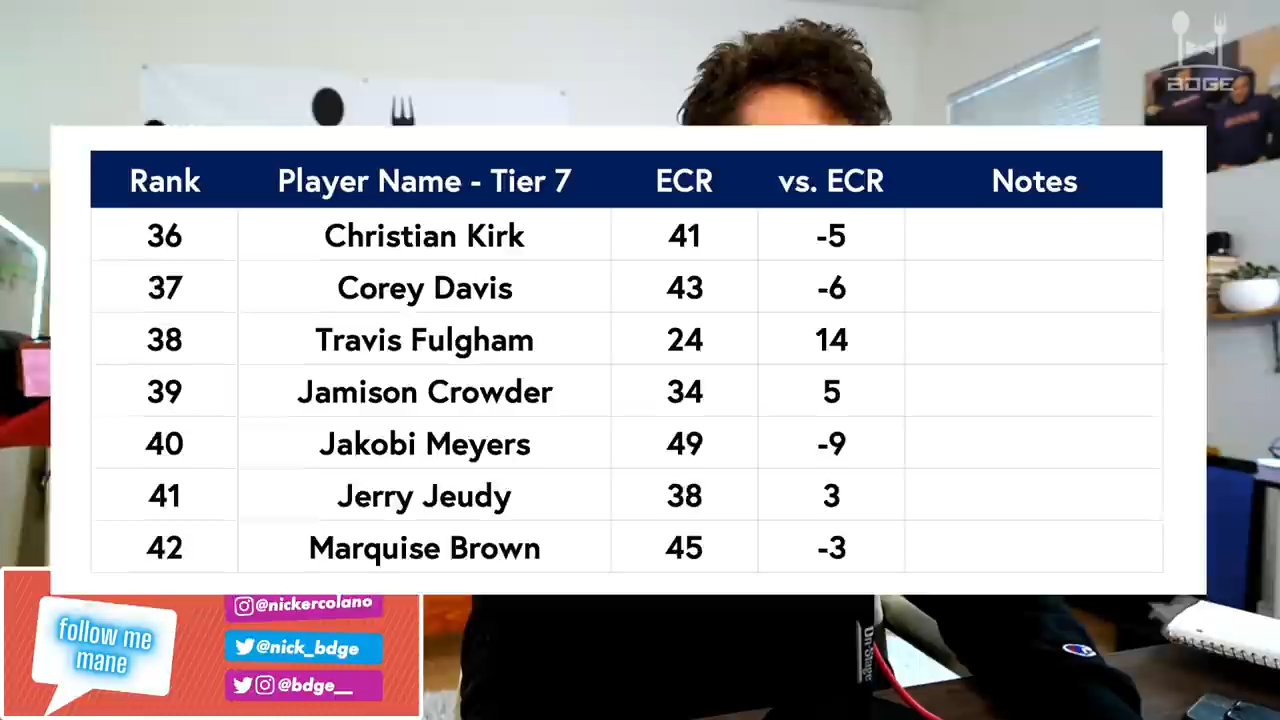 BDGE
Rank Player Name - Tier 7 ECR vs. ECR Notes
36 Christian Kirk 41 -5
37 Corey Davis 43 -6
38 Travis Fulgham 24 14
39 Jamison Crowder 34 5
40 Jakobi Meyers 49 -9
41 Jerry Jeudy 38 3
42 Marquise Brown 45 -3
follow me
mane
@nickercolano
@nick_bdge
@bdge__
On-Stage